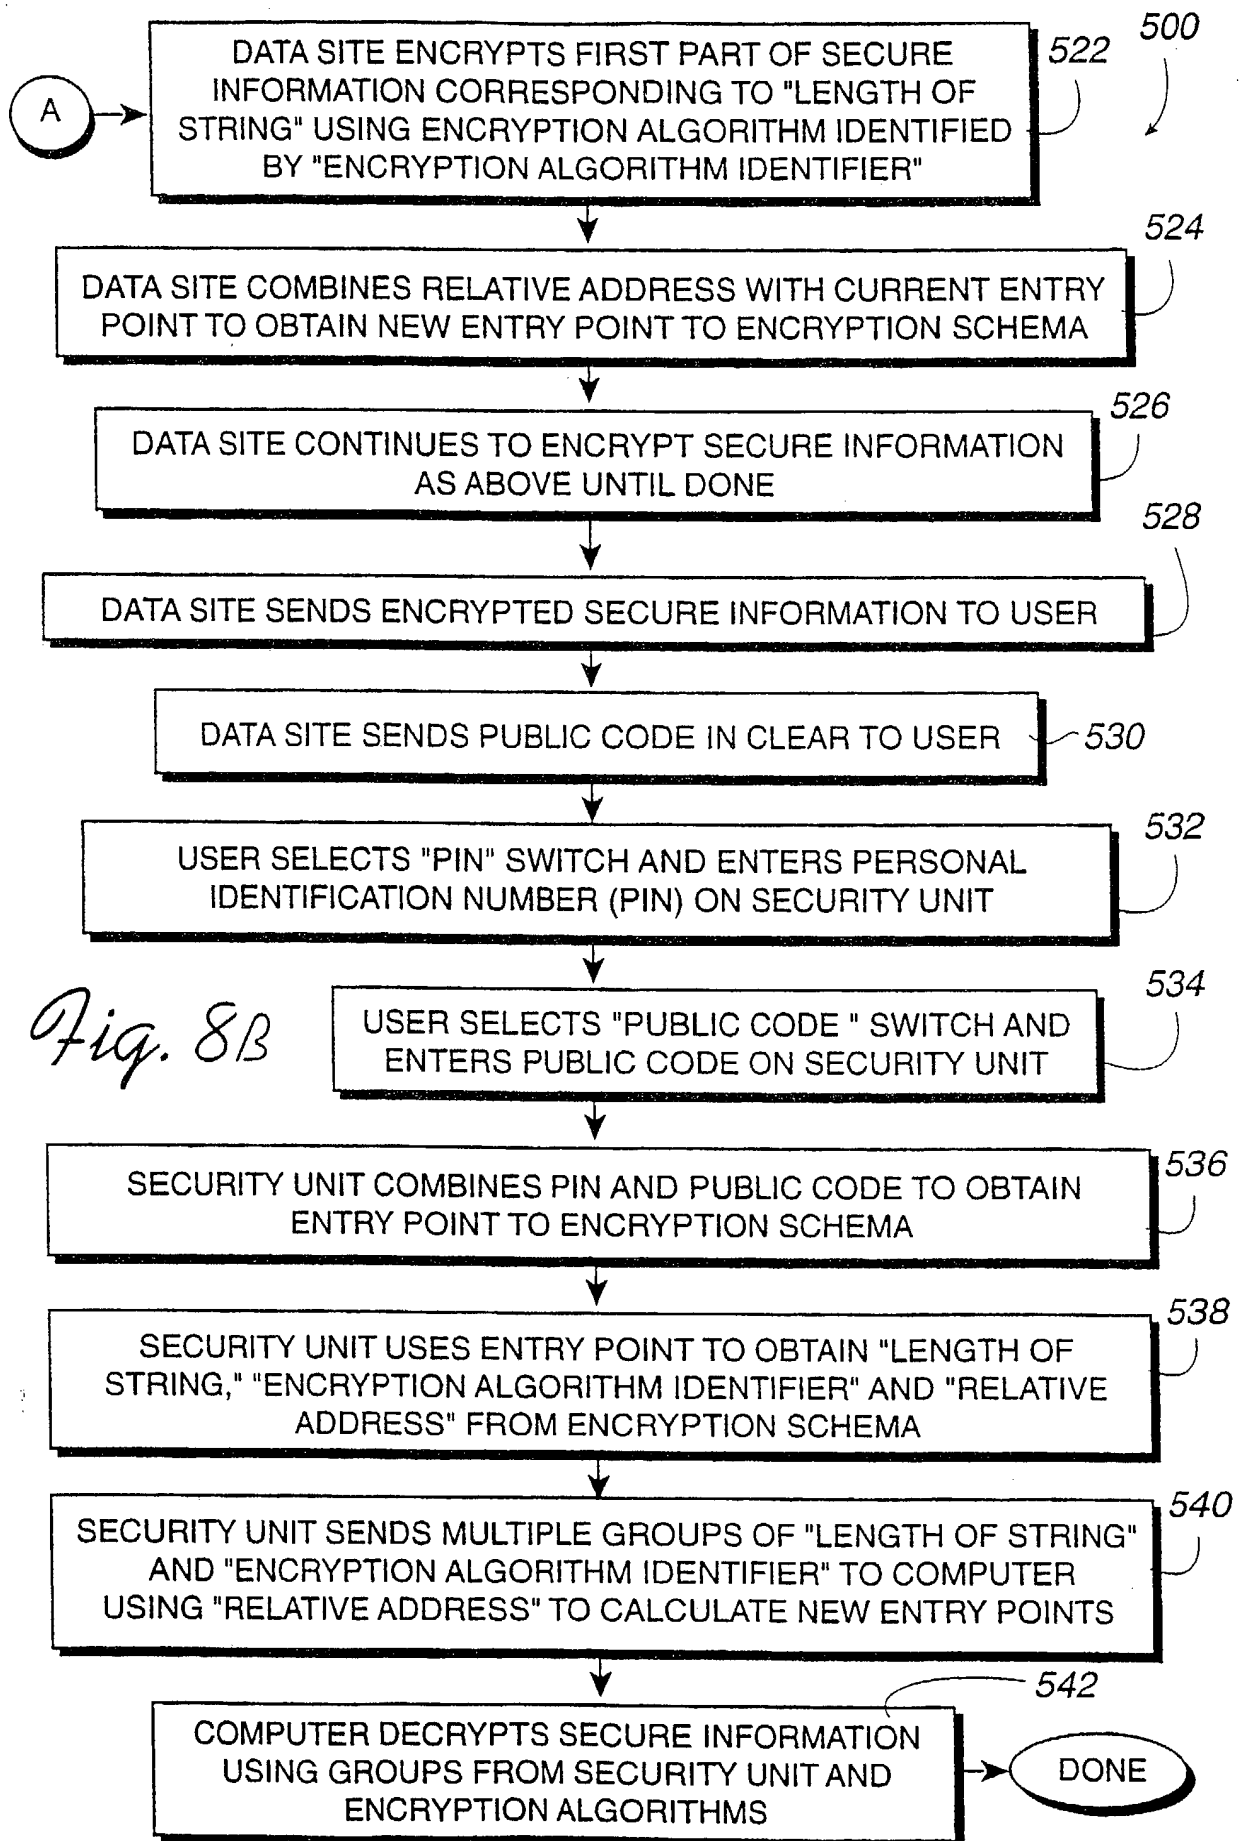 500
A
DATA SITE ENCRYPTS FIRST PART OF SECURE
INFORMATION CORRESPONDING TO "LENGTH OF
STRING" USING ENCRYPTION ALGORITHM IDENTIFIED
BY "ENCRYPTION ALGORITHM IDENTIFIER"
522
524
DATA SITE COMBINES RELATIVE ADDRESS WITH CURRENT ENTRY
POINT TO OBTAIN NEW ENTRY POINT TO ENCRYPTION SCHEMA
526
DATA SITE CONTINUES TO ENCRYPT SECURE INFORMATION
AS ABOVE UNTIL DONE
528
DATA SITE SENDS ENCRYPTED SECURE INFORMATION TO USER
DATA SITE SENDS PUBLIC CODE IN CLEAR TO USER
530
532
USER SELECTS "PIN" SWITCH AND ENTERS PERSONAL
IDENTIFICATION NUMBER (PIN) ON SECURITY UNIT
534
Fig. 8B
USER SELECTS "PUBLIC CODE " SWITCH AND
ENTERS PUBLIC CODE ON SECURITY UNIT
536
SECURITY UNIT COMBINES PIN AND PUBLIC CODE TO OBTAIN
ENTRY POINT TO ENCRYPTION SCHEMA
538
SECURITY UNIT USES ENTRY POINT TO OBTAIN "LENGTH OF
STRING," "ENCRYPTION ALGORITHM IDENTIFIER" AND "RELATIVE
ADDRESS" FROM ENCRYPTION SCHEMA
540
SECURITY UNIT SENDS MULTIPLE GROUPS OF "LENGTH OF STRING"
AND "ENCRYPTION ALGORITHM IDENTIFIER" TO COMPUTER
USING "RELATIVE ADDRESS" TO CALCULATE NEW ENTRY POINTS
542
COMPUTER DECRYPTS SECURE INFORMATION
USING GROUPS FROM SECURITY UNIT AND
ENCRYPTION ALGORITHMS
DONE